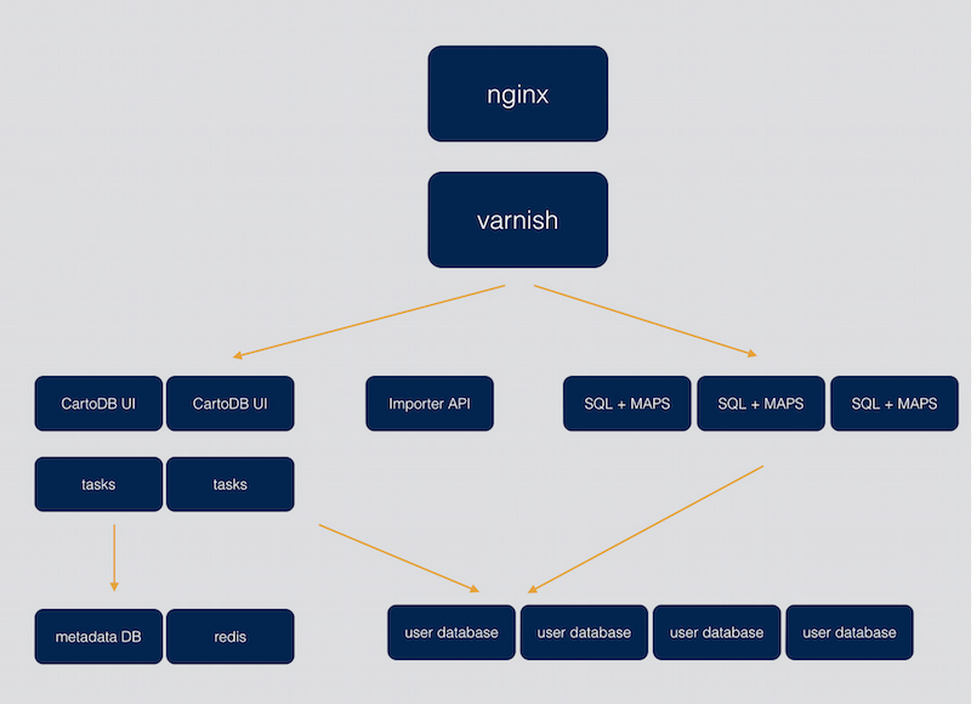 nginx
varnish
CartoDB UI
CartoDB UI
Importer API
SQL + MAPS
SQL + MAPS
SQL + MAPS
tasks
tasks
metadata DB
redis
user database
user database
user database
user database